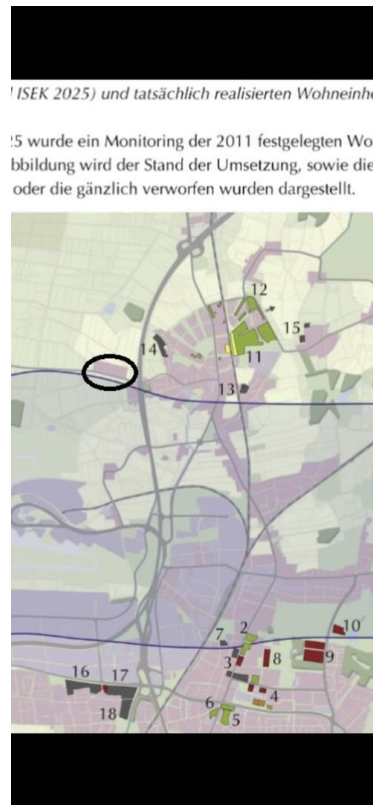 ISEK 2025) und tatsächlich realisierten Wohneinhe
:5 wurde ein Monitoring der 2011 festgelegten Wo
bbildung wird der Stand der Umsetzung, sowie die
oder die gänzlich verworfen wurden dargestellt.
12
15
14
11
13
10
7 2
3 8 9
16 17
4
6
18 5